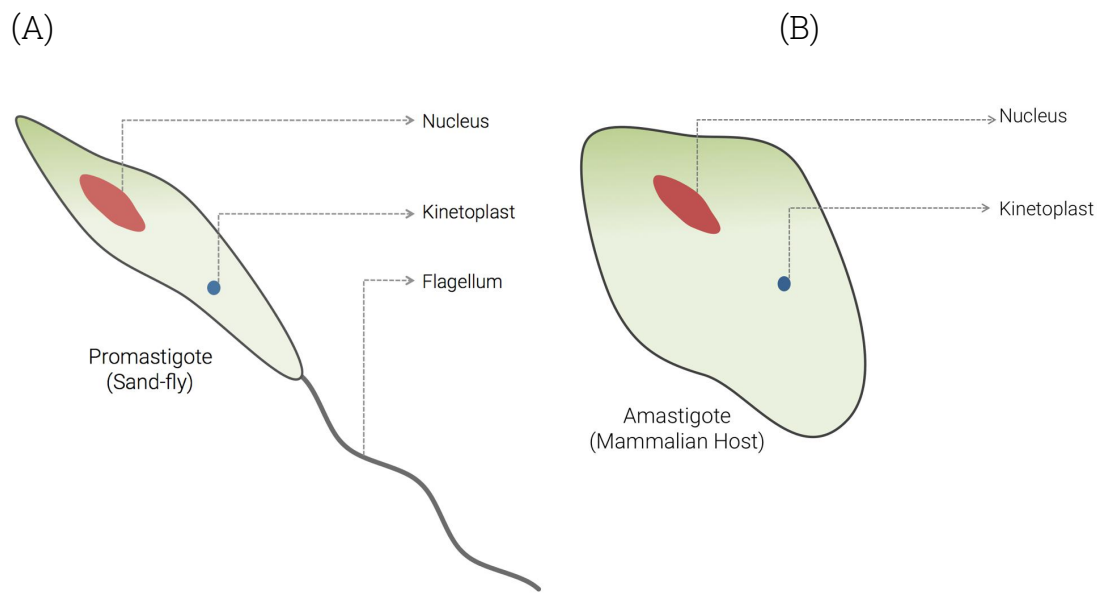 (A)
(B)
Nucleus
Kinetoplast
Flagellum
Promastigote
(Sand-fly)
Nucleus
Kinetoplast
Amastigote
(Mammalian Host)